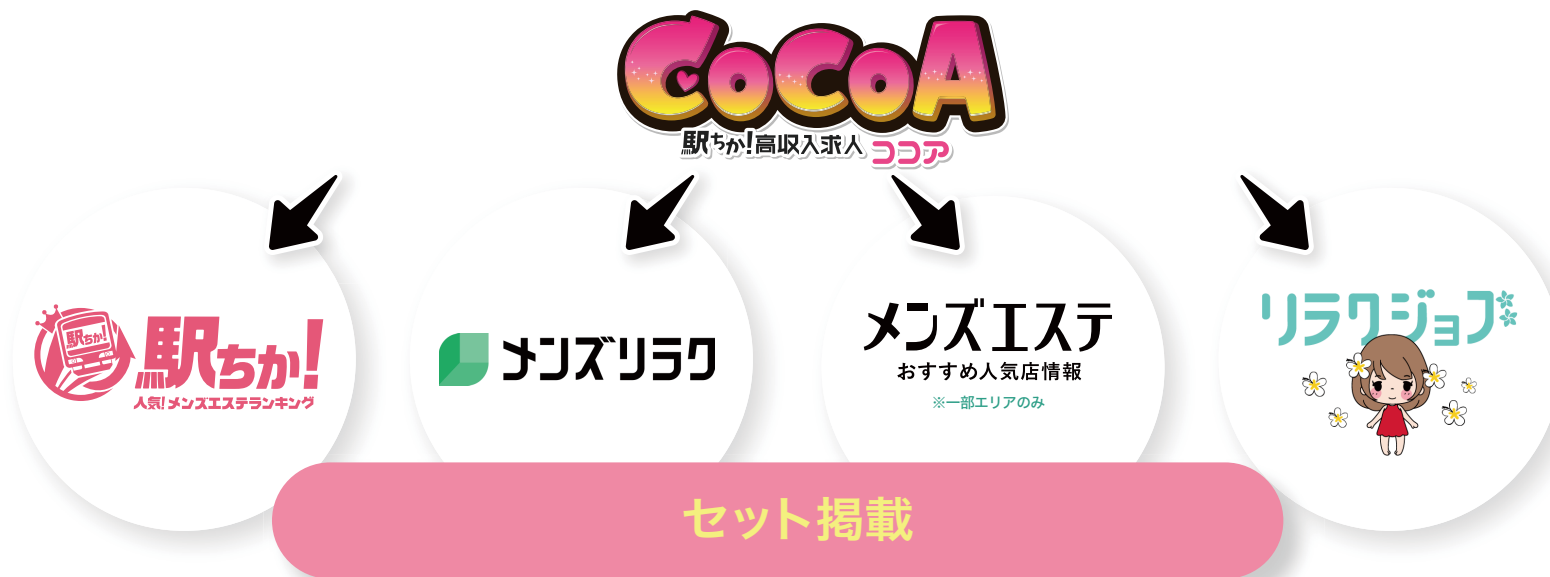 CoCoA
駅ちか!高収入求人 ココア
駅ちか!
駅ちか!
人気!メンズエステランキング
メンズリラク
メンズエステ
おすすめ人気店情報
※一部エリアのみ
リラクジョブ
セット掲載